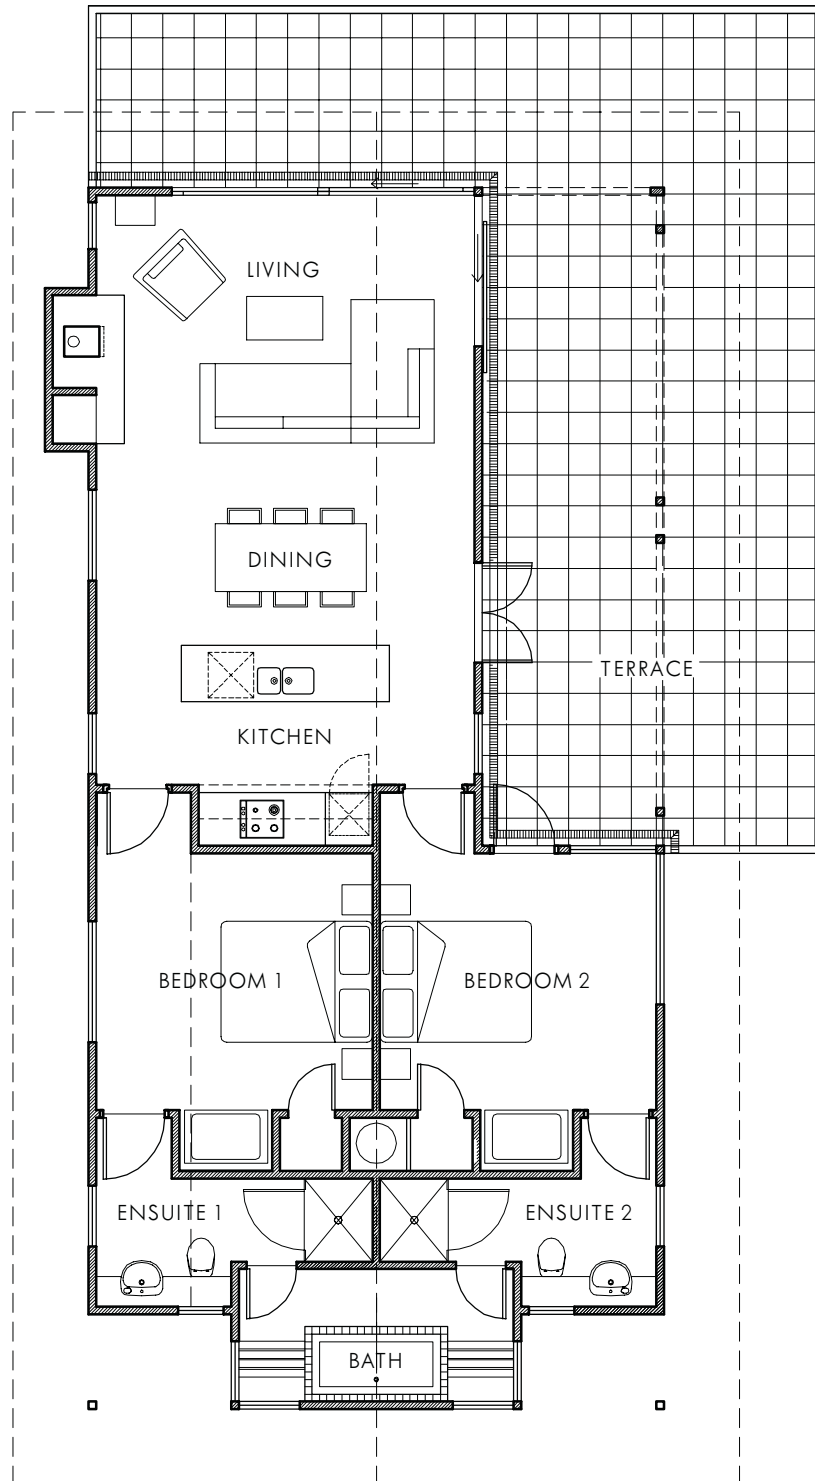 LIVING
DINING
TERRACE
KITCHEN
BEDROOM 1
BEDROOM 2
ENSUITE 1
ENSUITE 2
BATH